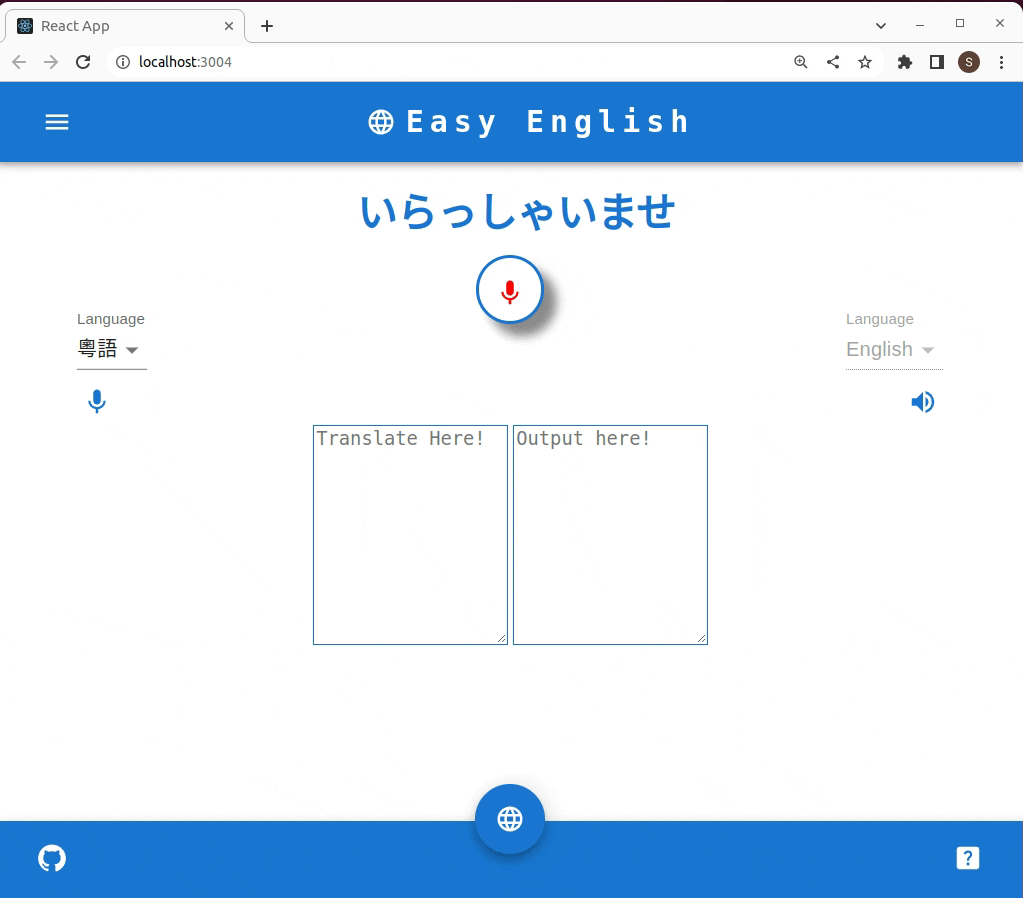 React App
localhost:3004
S
Easy English
いらっしゃいませ
Language
粵語
Language
English
Translate Here!
Output here!
?